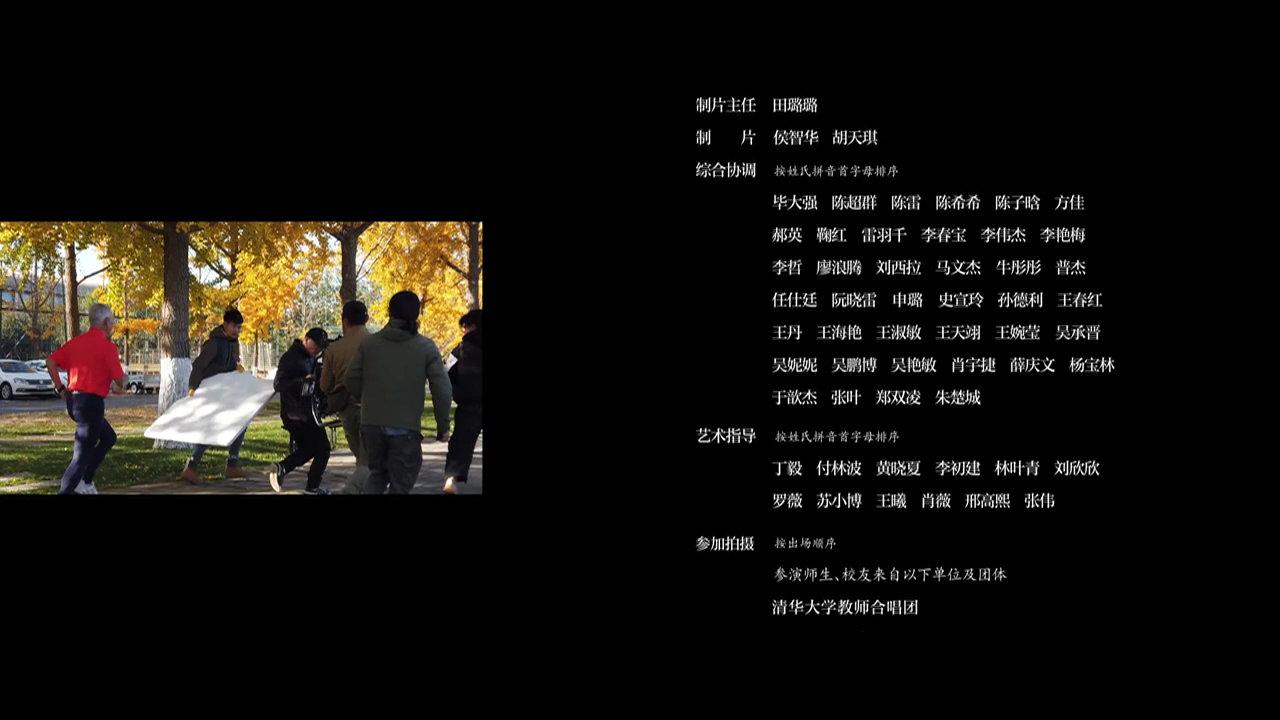 制片主任 田璐璐
制 片 侯智华 胡天琪
综合协调 按姓氏拼音首字母排序
毕大强 陈超群 陈雷 陈希希 陈子晗 方佳
郝英 鞠红 雷羽千 李春宝 李伟杰 李艳梅
李哲 廖浪腾 刘西拉 马文杰 牛彤彤 普杰
任仕廷 阮晓雷 申璐 史宣玲 孙德利 王春红
王丹 王海艳 王淑敏 王天翊 王婉莹 吴承晋
吴妮妮 吴鹏博 吴艳敏 肖宇捷 薛庆文 杨宝林
于歆杰 张叶 郑双凌 朱楚城
艺术指导 按姓氏拼音首字母排序
丁毅 付林波 黄晓夏 李初建 林叶青 刘欣欣
罗薇 苏小博 王曦 肖薇 邢高熙 张伟
参加拍摄 按出场顺序
参演师生、校友来自以下单位及团体
清华大学教师合唱团